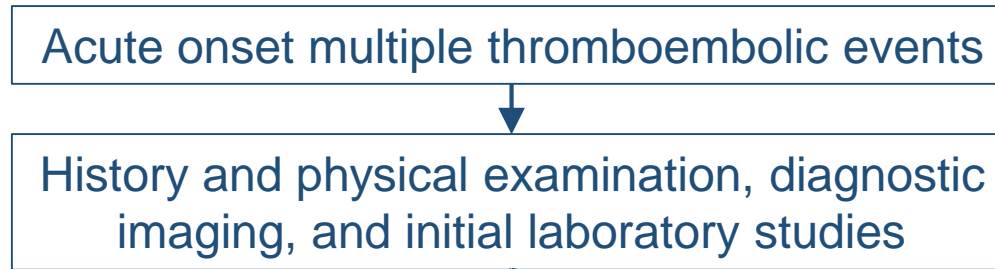 Acute onset multiple thromboembolic events
History and physical examination, diagnostic
imaging, and initial laboratory studies